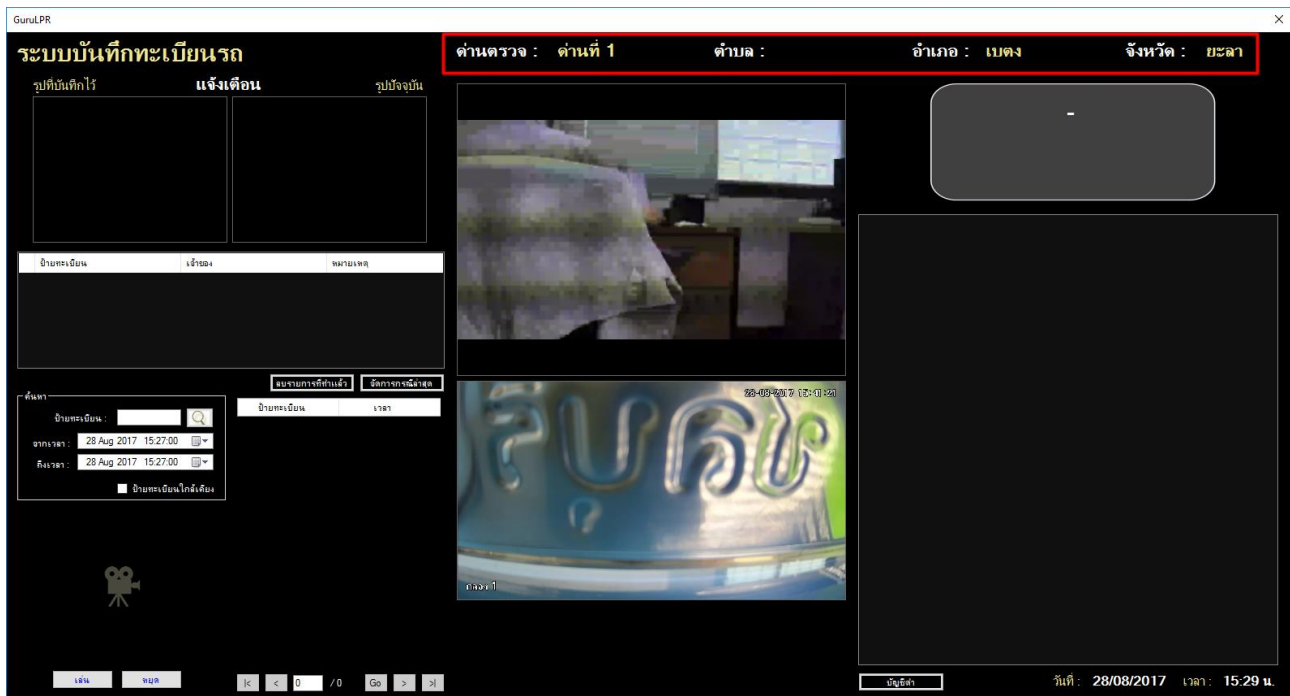 GuruLPR
ระบบบันทึกทะเบียนรถ
ด่านตรวจ : ด่านที่ 1 ตำบล : อำเภอ : เบตง จังหวัด : ยะลา
รูปที่บันทึกไว้ แจ้งเตือน รูปปัจจุบัน
-
ป้ายทะเบียน เจ้าของ หมายเหตุ
ลบรายการที่ทำแล้ว จัดการกรณีล่าสุด
ค้นหา
ป้ายทะเบียน :
จากเวลา : 28 Aug 2017 15:27:00
ถึงเวลา : 28 Aug 2017 15:27:00
ป้ายทะเบียนใกล้เคียง
ป้ายทะเบียน เวลา
28-08-2017 15:41:21
กล้อง 1
เล่น หยุด
|< < 0 / 0 Go > >|
บัญชีดำ
วันที่ : 28/08/2017 เวลา : 15:29 น.